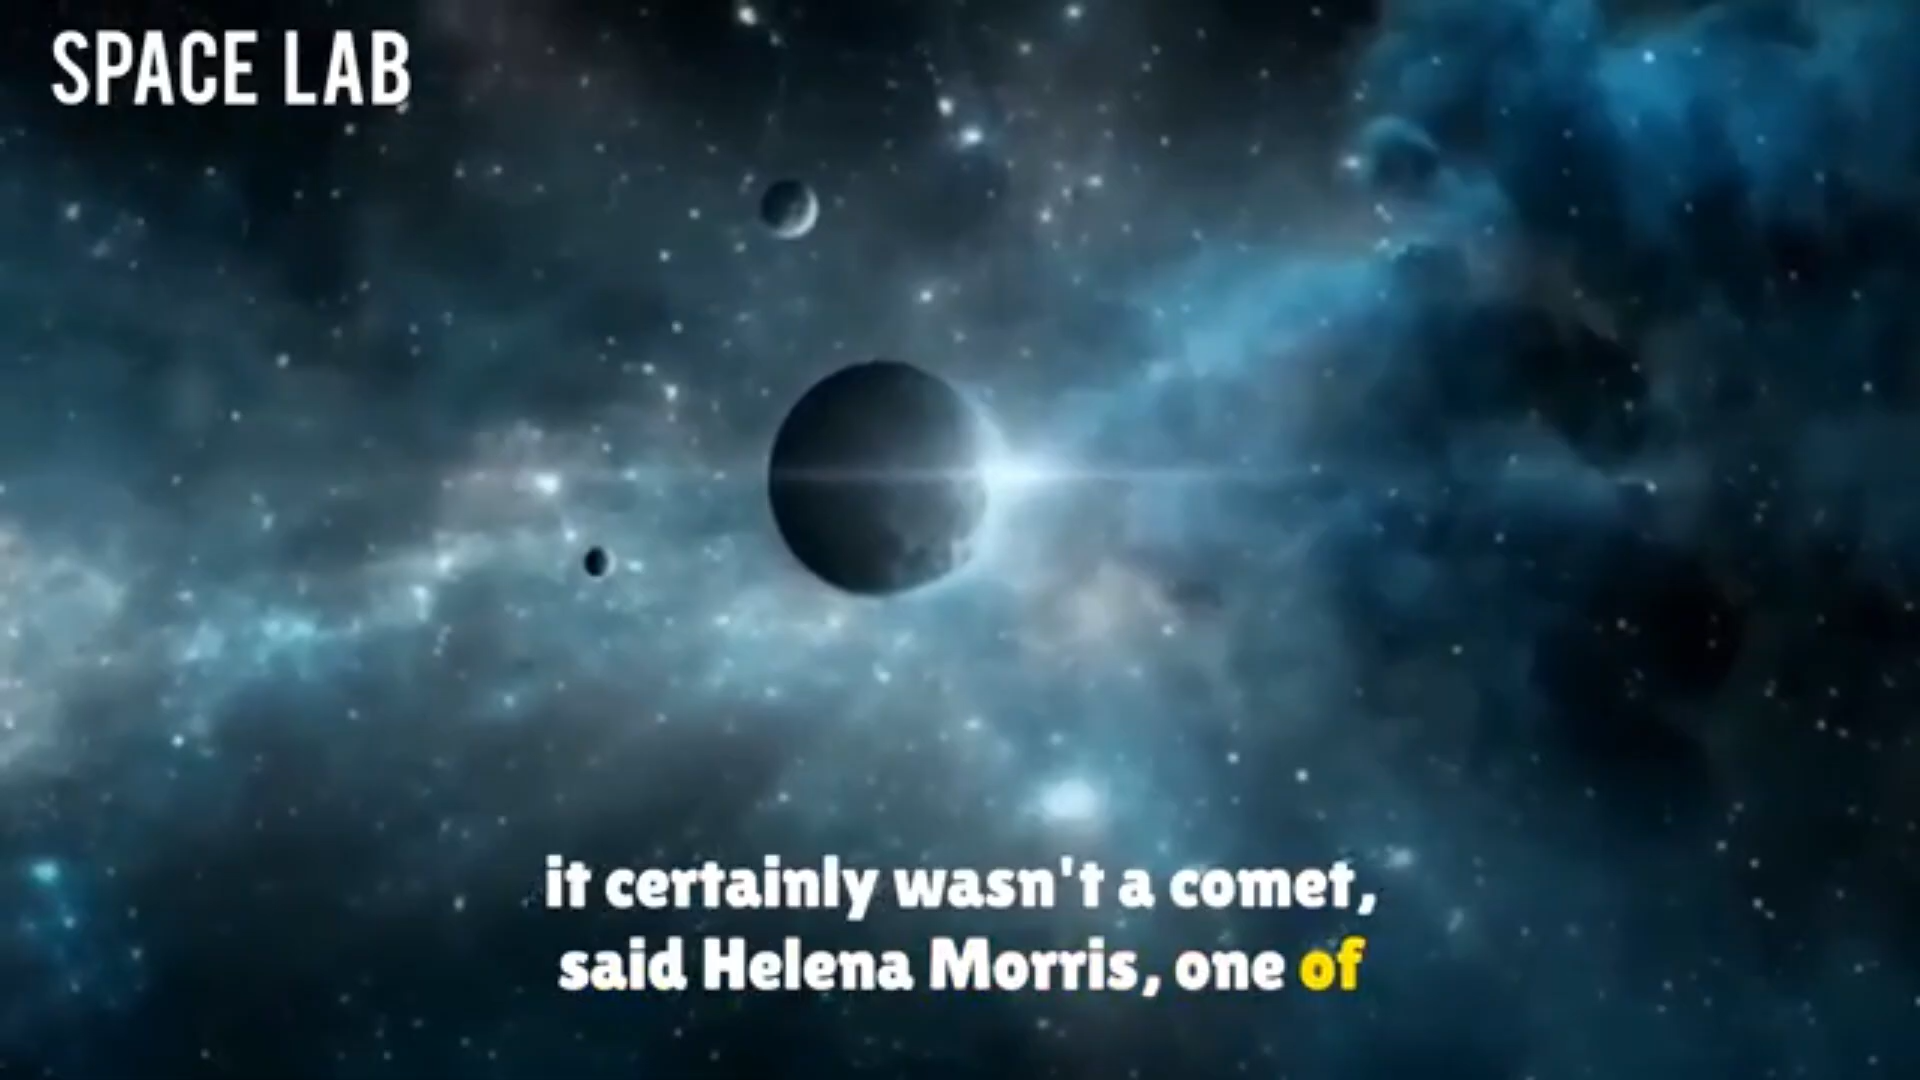 SPACE LAB
it certainly wasn't a comet,
said Helena Morris, one of